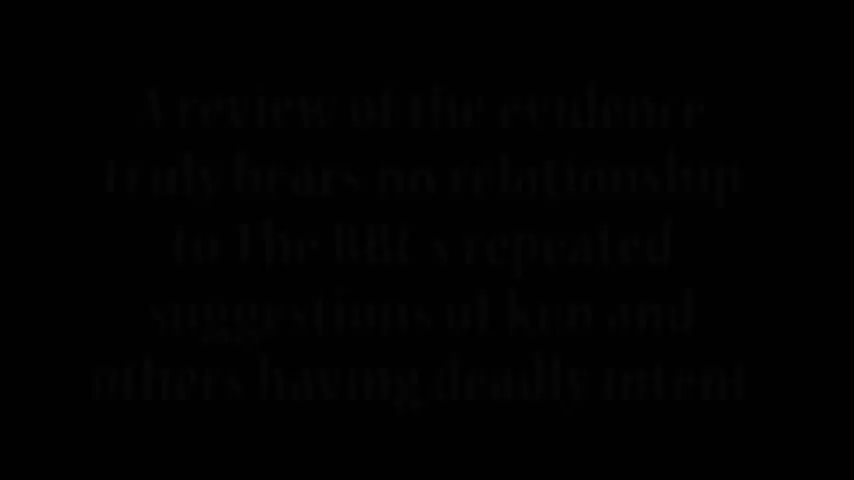 A review of the evidence
truly bears no relationship
to The BBC's repeated
suggestions of Ken and
others having deadly intent